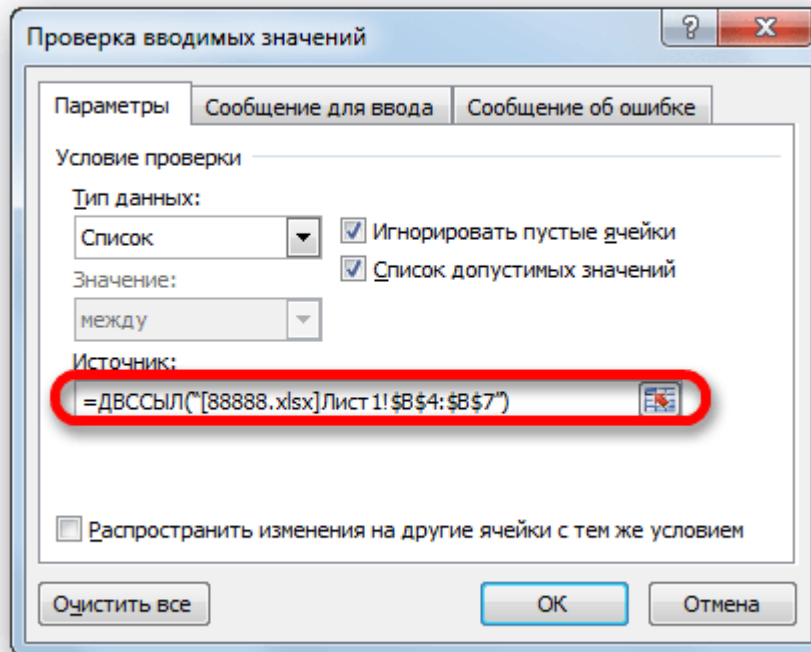 Проверка вводимых значений
Параметры Сообщение для ввода Сообщение об ошибке
Условие проверки
Тип данных:
Список
Игнорировать пустые ячейки
Список допустимых значений
Значение:
между
Источник:
=ДВССЫЛ(“[88888.xlsx]Лист1!$B$4:$B$7”)
Распространить изменения на другие ячейки с тем же условием
Очистить все ОК Отмена